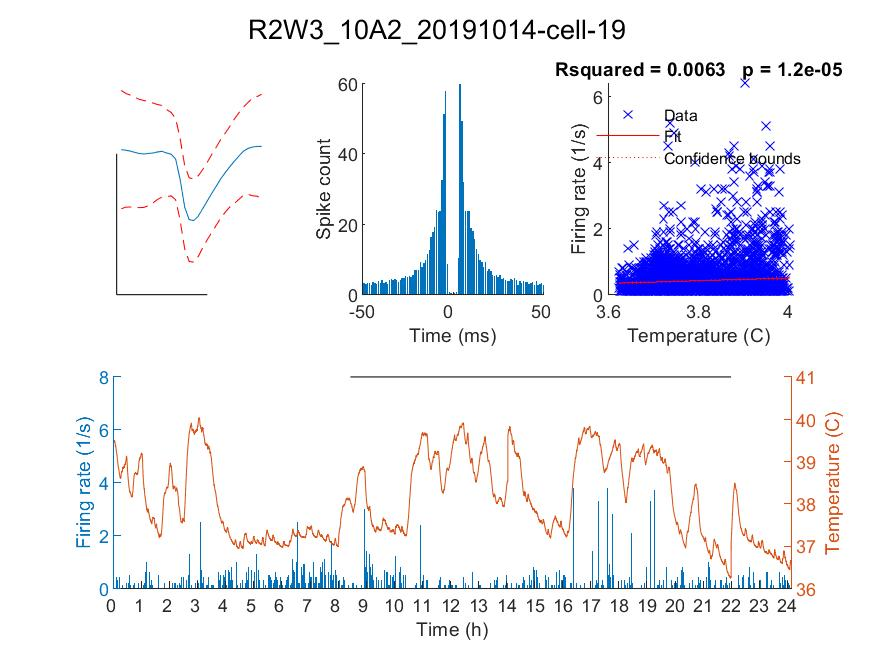 R2W3_10A2_20191014-cell-19
Rsquared = 0.0063 p = 1.2e-05
60
40
20
0
Spike count
-50 0 50
Time (ms)
6
4
2
0
Firing rate (1/s)
Data
Fit
Confidence bounds
3.6 3.8 4
Temperature (C)
8
6
4
2
0
Firing rate (1/s)
41
40
39
38
37
36
Temperature (C)
0 1 2 3 4 5 6 7 8 9 10 11 12 13 14 15 16 17 18 19 20 21 22 23 24
Time (h)